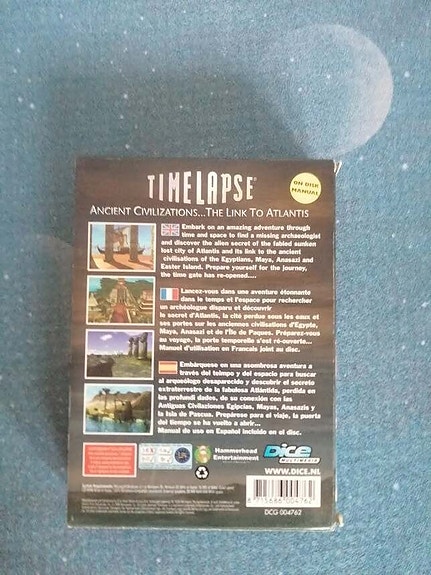 TIMELAPSE®
ON DISK
MANUAL
ANCIENT CIVILIZATIONS...THE LINK TO ATLANTIS
Embark on an amazing adventure through
time and space to find a missing archaeologist
and discover the alien secret of the fabled sunken
lost city of Atlantis and its link to the ancient
civilisations of the Egyptians, Maya, Anasazi and
Easter Island. Prepare yourself for the journey,
the time gate has re-opened....
Lancez-vous dans une aventure étonnante
dans le temps et l'espace pour rechercher
un archéologue disparu et découvrir
le secret d'Atlantis, la cité perdue sous les eaux et
ses portes sur les anciennes civilisations d'Egypte,
Maya, Anasazi et de l'île de Paques. Préparez-vous
au voyage, la porte temporelle s'est ré-ouverte...
Manuel d'utilisation en Francais joint au disc.
Embárquese en una asombrosa aventura a
través del tiempo y del espacio para buscar
al arqueólogo desaparecido y descubrir el secreto
extraterrestre de la fabulosa Atlántida, perdida en
los profundi dades, de su conexión con las
Antiguas Civilaciones Egipcias, Mayas, Anasazis y
la Isla de Pascua. Prepárese para el viaje, la puerta
del tiempo se ha vuelto a abrir...
Manual de uso en Español incluido en el disc.
Hammerhead
Entertainment
Dice
MULTIMEDIA
WWW.DICE.NL
8 715686 004762
DCG 004762